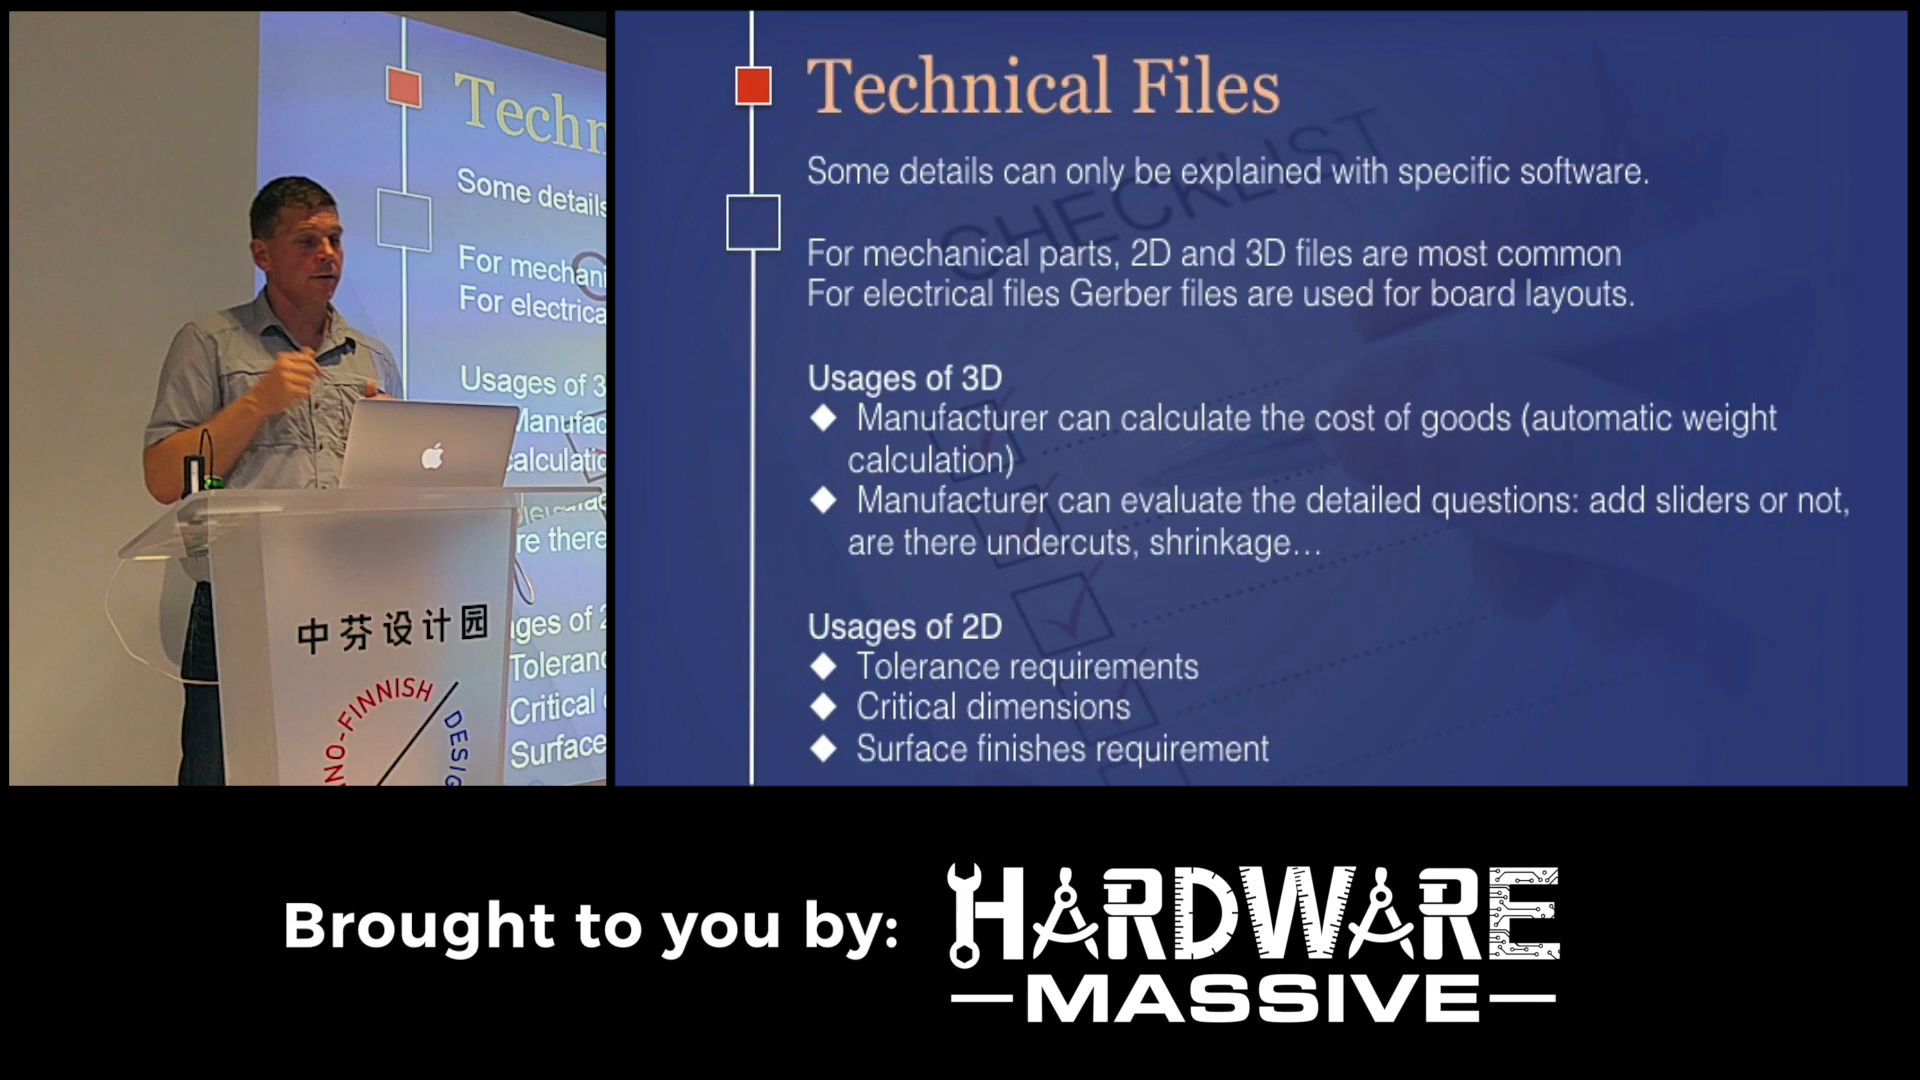 Techn
Some details
For mechani
For electrica
Usages of 3
Manufac
calculatio
re there
ges of 2
Toleranc
Critical
Surface
中芬设计园
NO-FINNISH DESIG
Technical Files
CHECKLIST
Some details can only be explained with specific software.
For mechanical parts, 2D and 3D files are most common
For electrical files Gerber files are used for board layouts.
Usages of 3D
Manufacturer can calculate the cost of goods (automatic weight
calculation)
Manufacturer can evaluate the detailed questions: add sliders or not,
are there undercuts, shrinkage…
Usages of 2D
Tolerance requirements
Critical dimensions
Surface finishes requirement
Brought to you by:
HARDWARE
MASSIVE